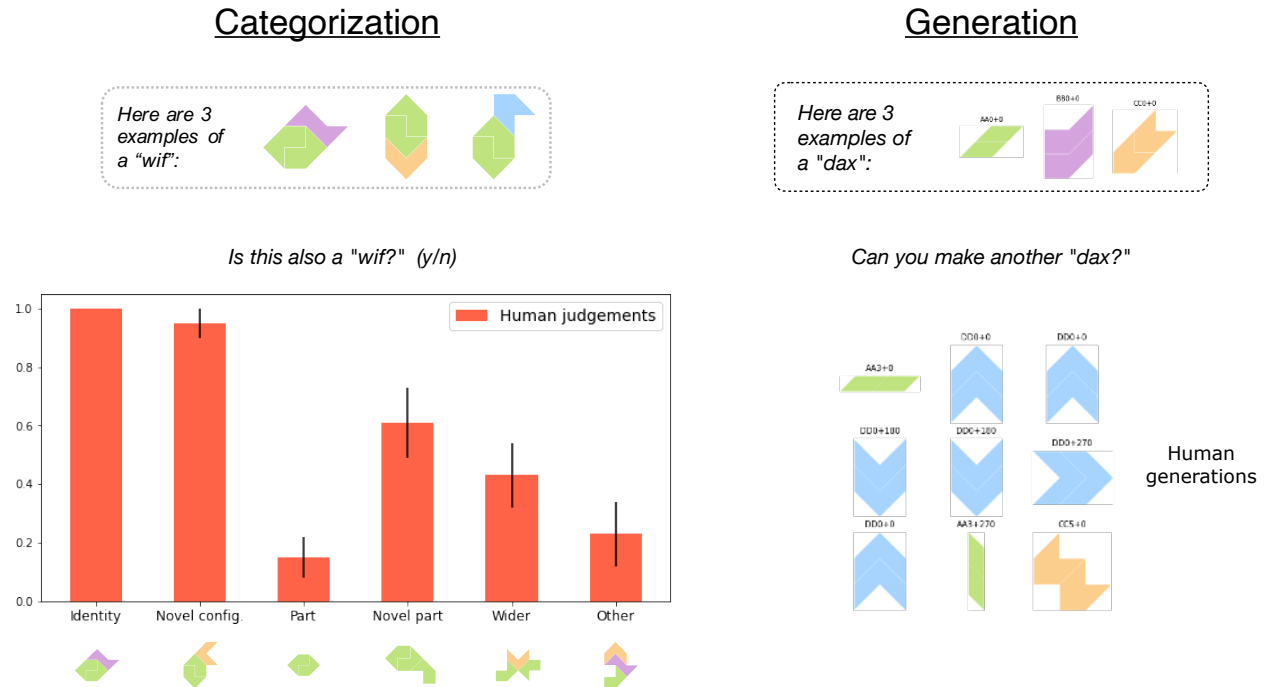 Categorization
Here are 3
examples of
a “wif”:
Is this also a "wif?" (y/n)
Human judgements
1.0
0.8
0.6
0.4
0.2
0.0
Identity
Novel config.
Part
Novel part
Wider
Other
Generation
Here are 3
examples of
a "dax":
AA0+0
BB0+0
CC0+0
Can you make another "dax?"
AA3+0
DD0+0
DD0+0
DD0+180
DD0+180
DD0+270
DD0+0
AA3+270
CC5+0
Human
generations